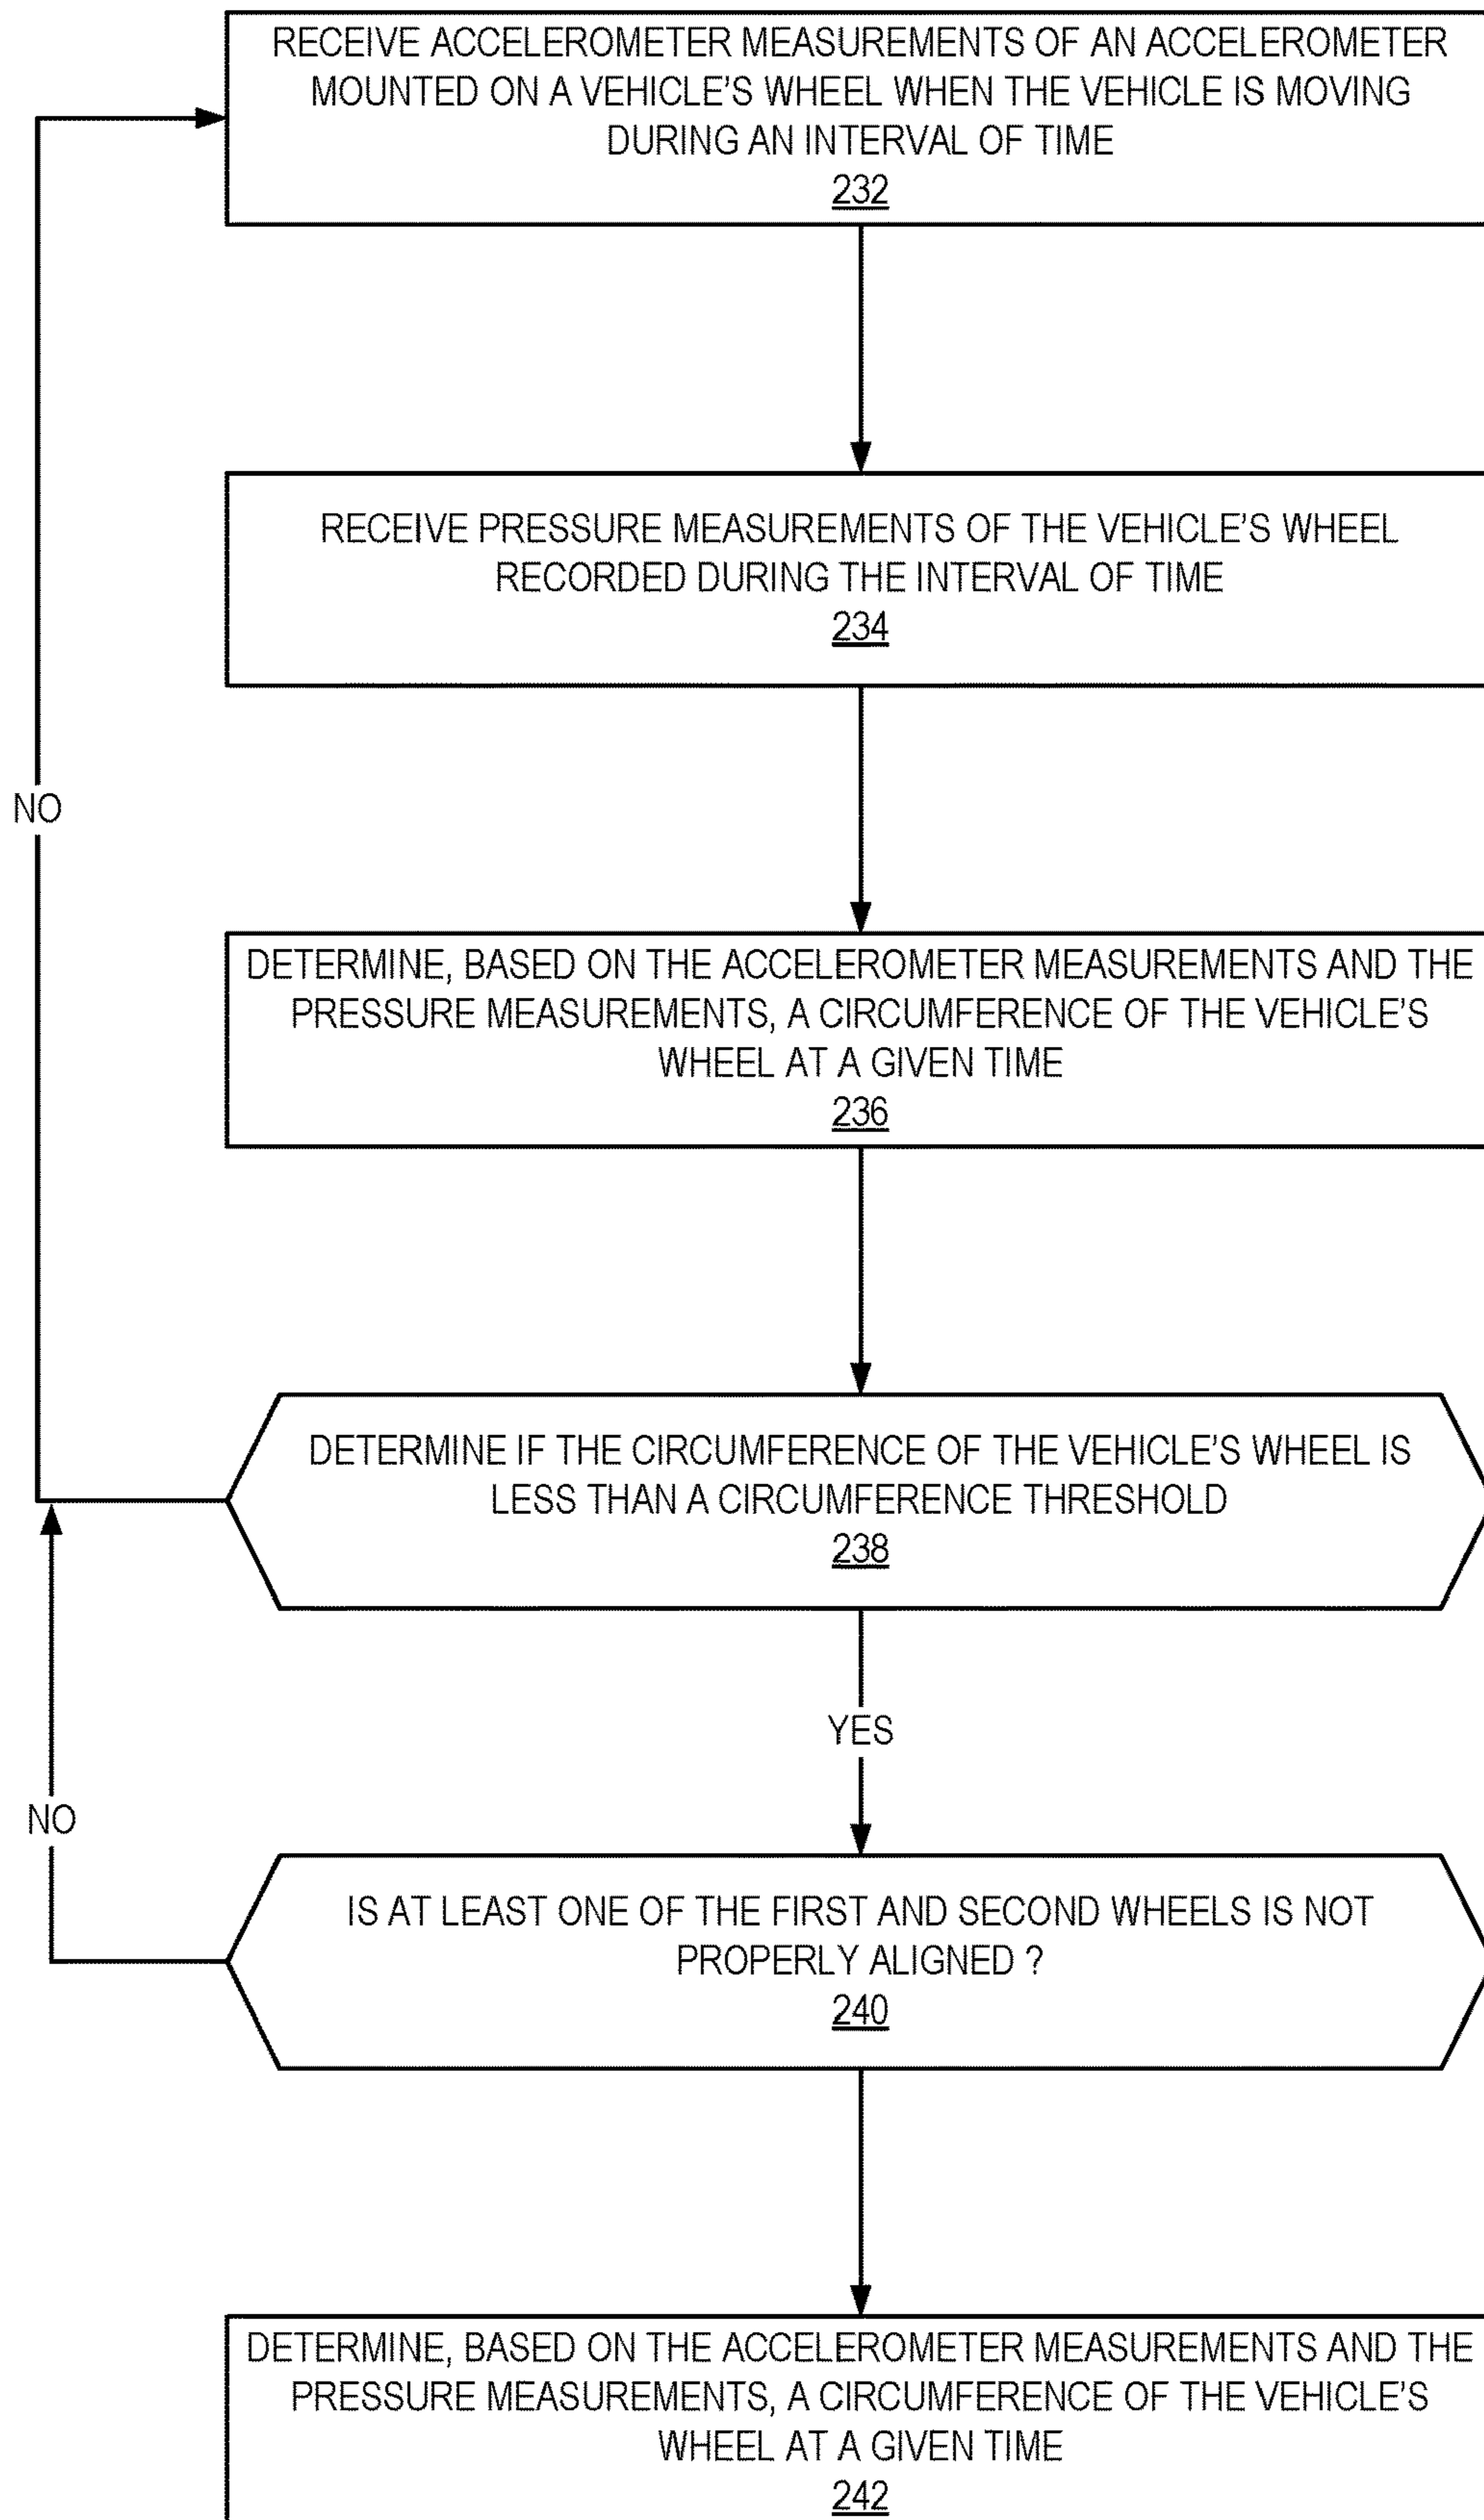 RECEIVE ACCELEROMETER MEASUREMENTS OF AN ACCELEROMETER
MOUNTED ON A VEHICLE'S WHEEL WHEN THE VEHICLE IS MOVING
DURING AN INTERVAL OF TIME
232
RECEIVE PRESSURE MEASUREMENTS OF THE VEHICLE'S WHEEL
RECORDED DURING THE INTERVAL OF TIME
234
NO
DETERMINE, BASED ON THE ACCELEROMETER MEASUREMENTS AND THE
PRESSURE MEASUREMENTS, A CIRCUMFERENCE OF THE VEHICLE'S
WHEEL AT A GIVEN TIME
236
DETERMINE IF THE CIRCUMFERENCE OF THE VEHICLE'S WHEEL IS
LESS THAN A CIRCUMFERENCE THRESHOLD
238
YES
NO
IS AT LEAST ONE OF THE FIRST AND SECOND WHEELS IS NOT
PROPERLY ALIGNED ?
240
DETERMINE, BASED ON THE ACCELEROMETER MEASUREMENTS AND THE
PRESSURE MEASUREMENTS, A CIRCUMFERENCE OF THE VEHICLE'S
WHEEL AT A GIVEN TIME
242